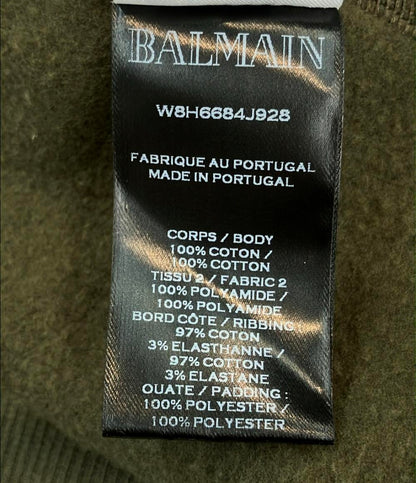 BALMAIN
W8H6684J928
FABRIQUE AU PORTUGAL
MADE IN PORTUGAL
CORPS / BODY
100% COTON /
100% COTTON
TISSU 2 / FABRIC 2
100% POLYAMIDE /
100% POLYAMIDE
BORD CÔTE / RIBBING
97% COTON
3% ELASTHANNE /
97% COTTON
3% ELASTANE
OUATE / PADDING :
100% POLYESTER /
100% POLYESTER